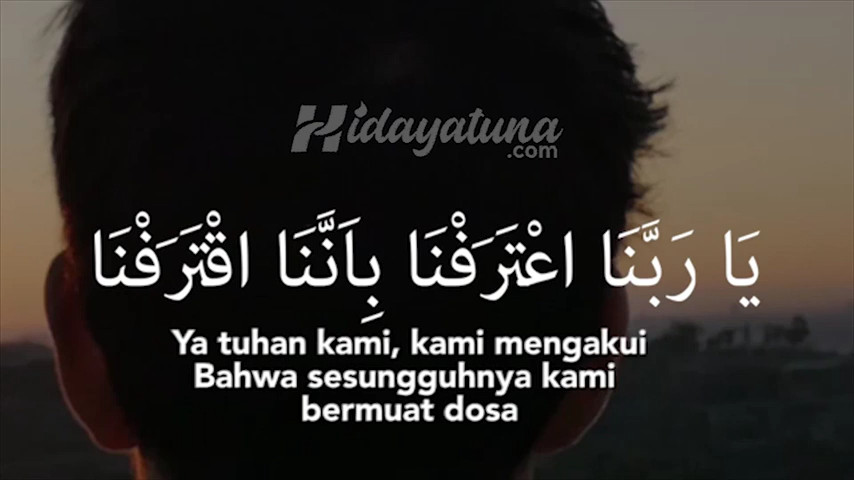 Hidayatuna
.com
يَا رَبَّنَا اعْتَرَفْنَا بِاَنَّنَا اقْتَرَفْنَا
Ya tuhan kami, kami mengakui
Bahwa sesungguhnya kami
bermuat dosa